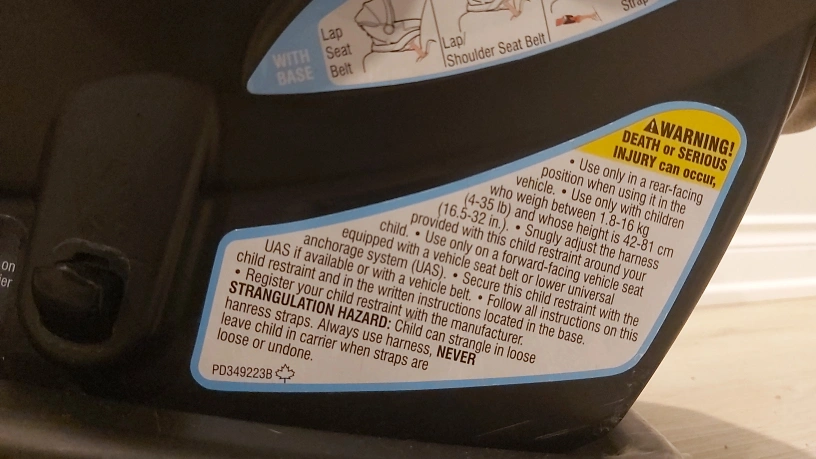 WITH
BASE
Lap
Seat
Belt
Lap/
Shoulder Seat Belt
⚠WARNING!
DEATH or SERIOUS
INJURY can occur,
• Use only in a rear-facing
position when using it in the
vehicle. • Use only with children
who weigh between 1.8-16 kg
(4-35 lb) and whose height is 42-81 cm
(16.5-32 in.). • Snugly adjust the harness
provided with this child restraint around your
child. • Use only on a forward-facing vehicle seat
equipped with a vehicle seat belt or lower universal
anchorage system (UAS). • Secure this child restraint with the
UAS if available or with a vehicle belt. • Follow all instructions on this
child restraint and in the written instructions located in the base.
• Register your child restraint with the manufacturer.
STRANGULATION HAZARD: Child can strangle in loose
harness straps. Always use harness, NEVER
leave child in carrier when straps are
loose or undone.
PD349223B
on